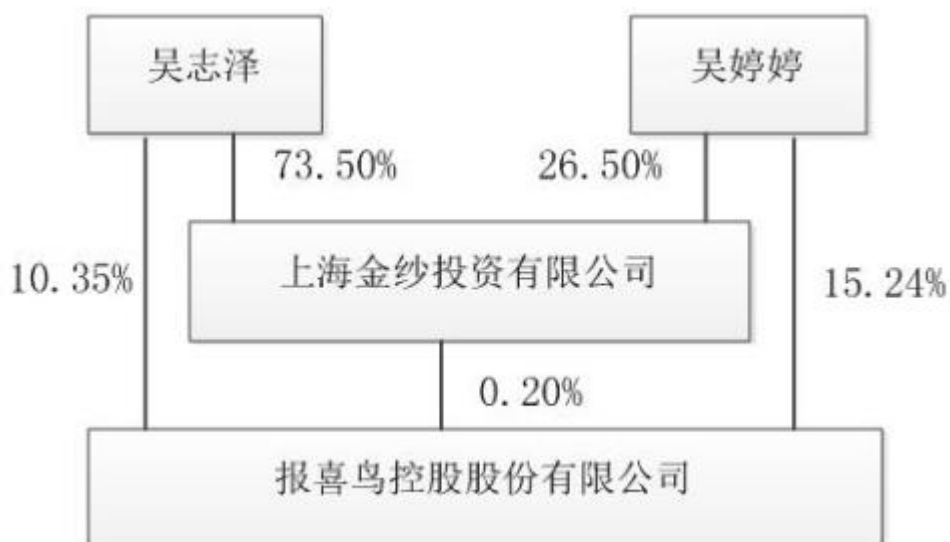 吴志泽
吴婷婷
73.50%
26.50%
10.35%
上海金纱投资有限公司
15.24%
0.20%
报喜鸟控股股份有限公司